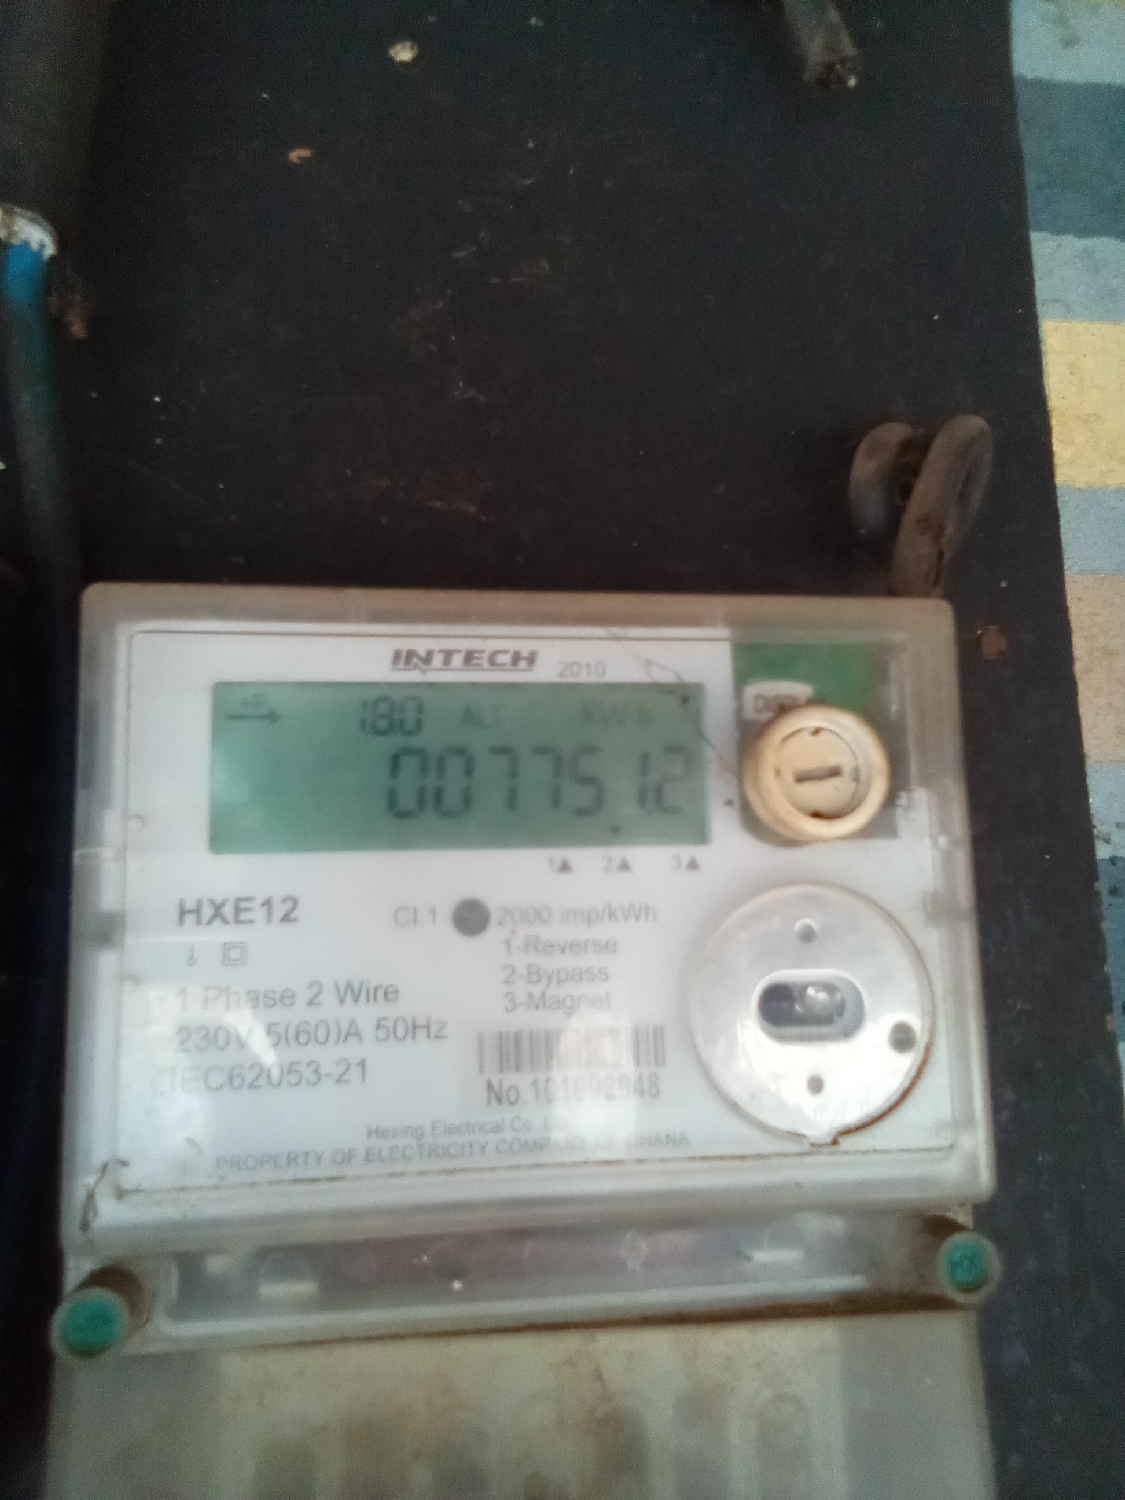 INTECH 2010
1.8.0 ALT kWh
007751.2
1▲ 2▲ 3▲
HXE12
Cl.1 2000 imp/kWh
1-Reverse
2-Bypass
3-Magnet
1 Phase 2 Wire
230V 5(60)A 50Hz
IEC62053-21
Hexing Electrical Co.,Ltd
PROPERTY OF ELECTRICITY COMPANY OF GHANA